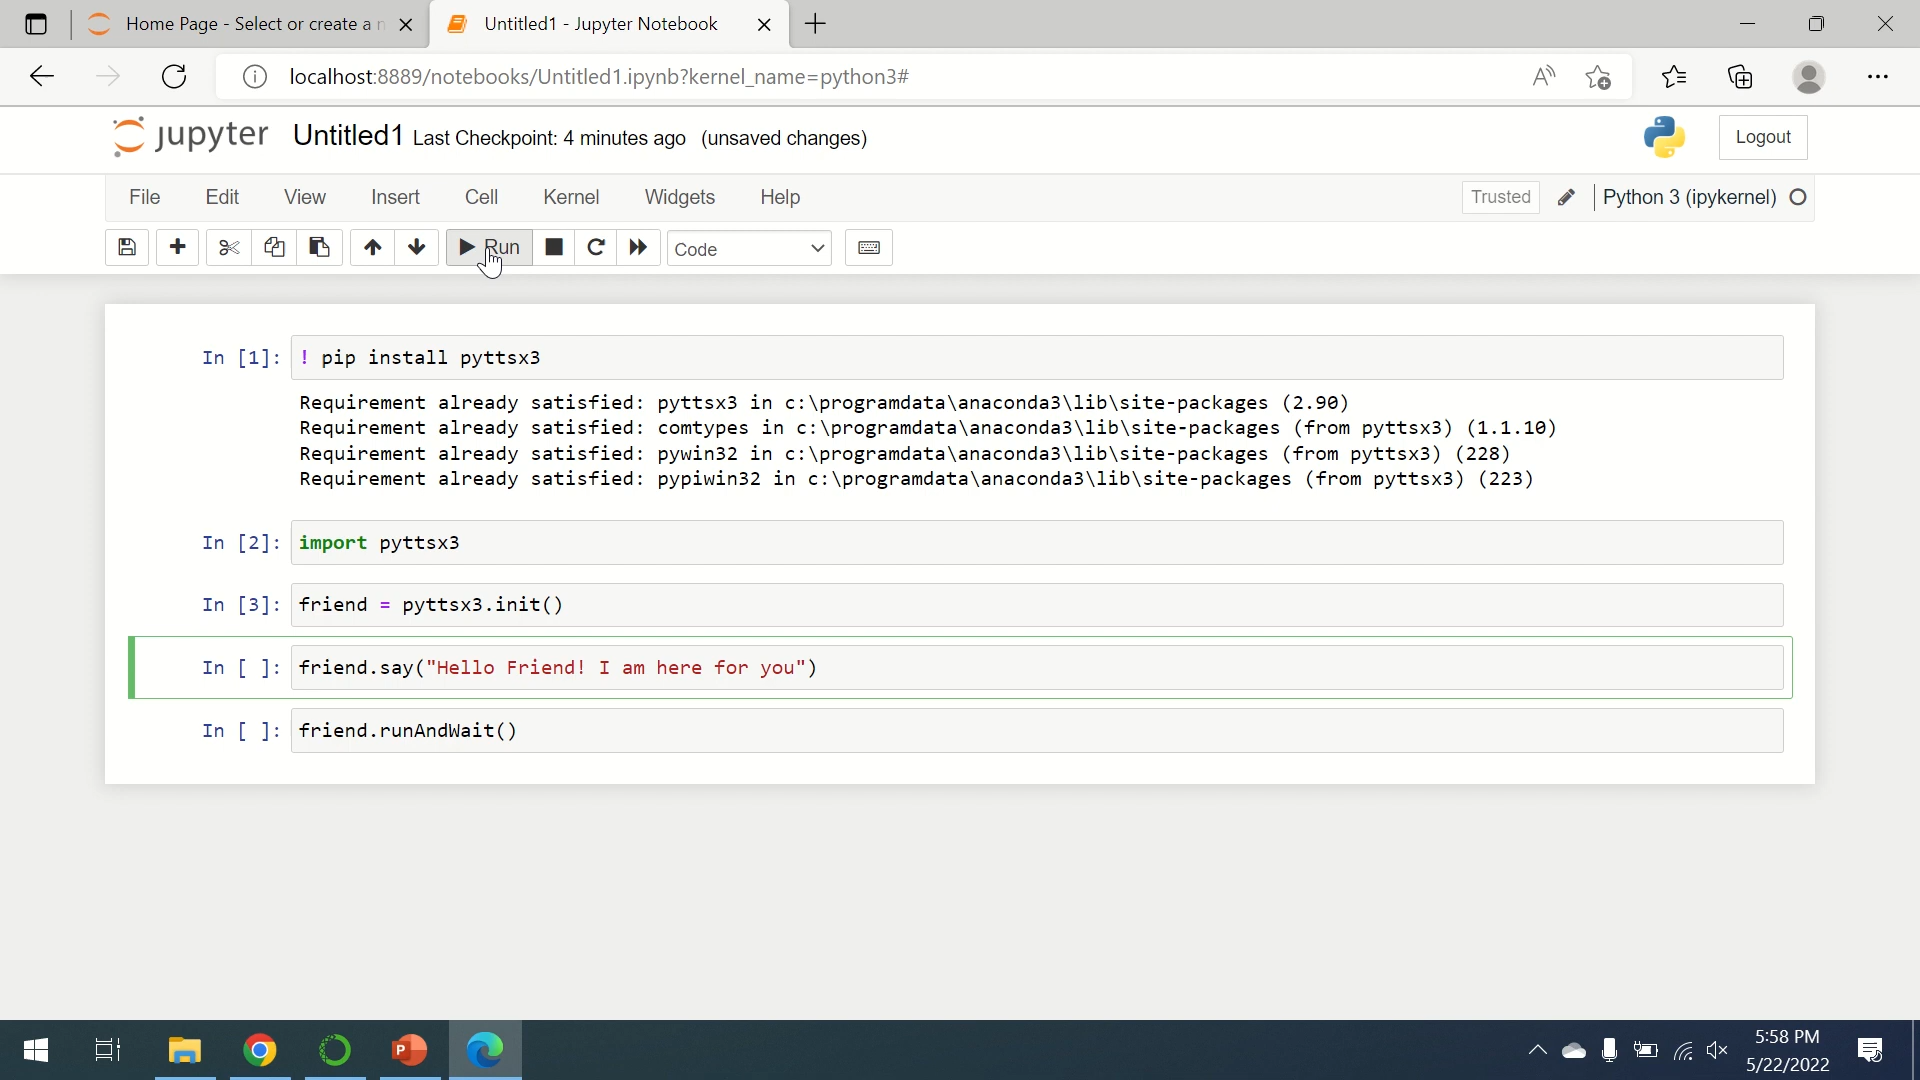 Home Page - Select or create a n
Untitled1 - Jupyter Notebook
localhost:8889/notebooks/Untitled1.ipynb?kernel_name=python3#
jupyter Untitled1 Last Checkpoint: 4 minutes ago (unsaved changes)
Logout
File Edit View Insert Cell Kernel Widgets Help
Trusted Python 3 (ipykernel)
Run Code
In [1]: ! pip install pyttsx3
Requirement already satisfied: pyttsx3 in c:\programdata\anaconda3\lib\site-packages (2.90)
Requirement already satisfied: comtypes in c:\programdata\anaconda3\lib\site-packages (from pyttsx3) (1.1.10)
Requirement already satisfied: pywin32 in c:\programdata\anaconda3\lib\site-packages (from pyttsx3) (228)
Requirement already satisfied: pypiwin32 in c:\programdata\anaconda3\lib\site-packages (from pyttsx3) (223)
In [2]: import pyttsx3
In [3]: friend = pyttsx3.init()
In [ ]: friend.say("Hello Friend! I am here for you")
In [ ]: friend.runAndWait()
5:58 PM
5/22/2022